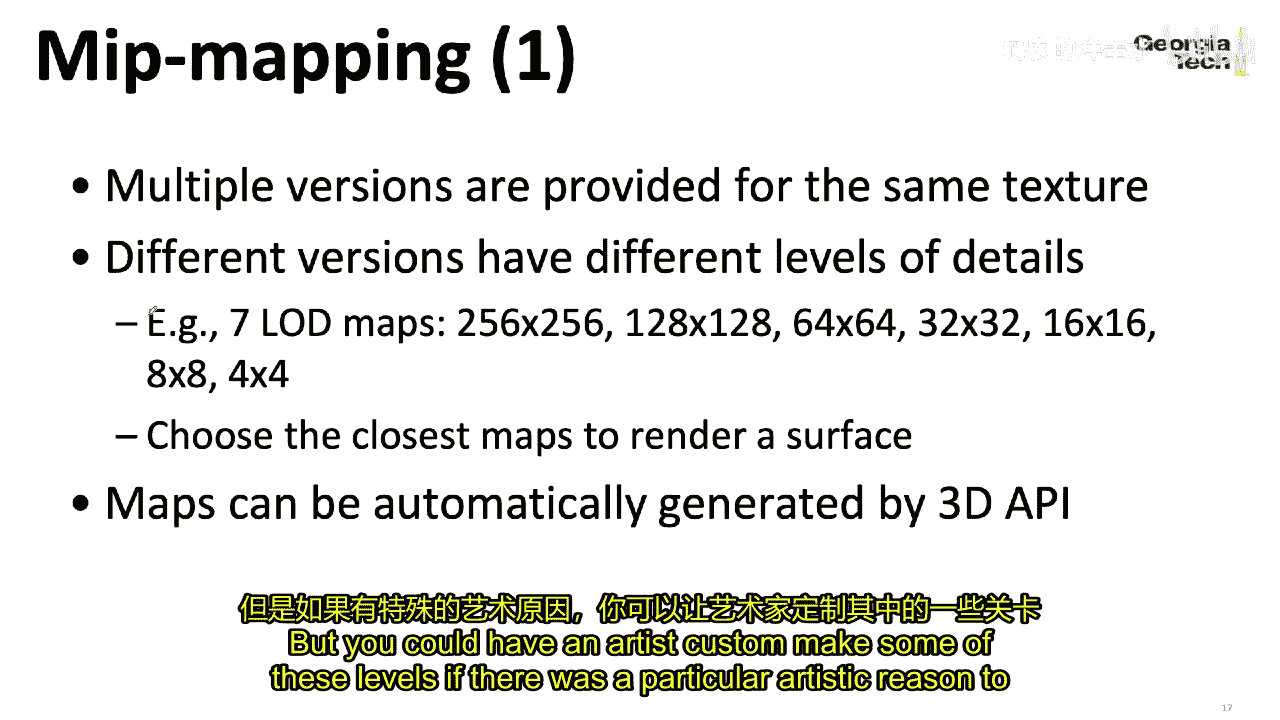 Mip-mapping (1)
Georgia
Tech
• Multiple versions are provided for the same texture
• Different versions have different levels of details
– E.g., 7 LOD maps: 256x256, 128x128, 64x64, 32x32, 16x16,
8x8, 4x4
– Choose the closest maps to render a surface
• Maps can be automatically generated by 3D API
但是如果有特殊的艺术原因，你可以让艺术家定制其中的一些关卡
But you could have an artist custom make some of
these levels if there was a particular artistic reason to
17